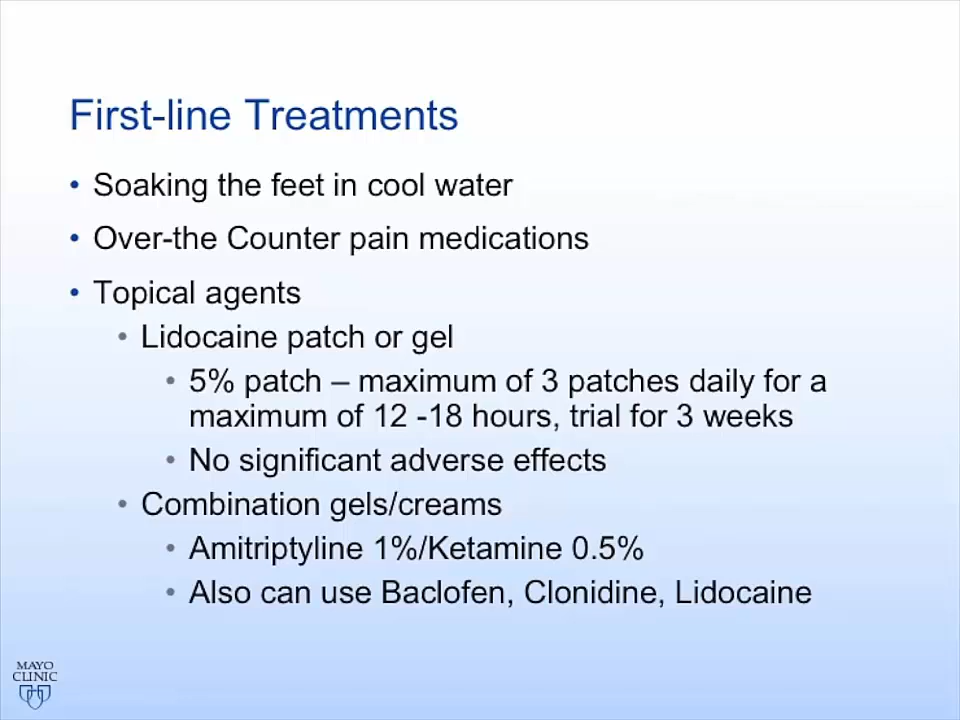 First-line Treatments
• Soaking the feet in cool water
• Over-the Counter pain medications
• Topical agents
• Lidocaine patch or gel
• 5% patch – maximum of 3 patches daily for a
maximum of 12 -18 hours, trial for 3 weeks
• No significant adverse effects
• Combination gels/creams
• Amitriptyline 1%/Ketamine 0.5%
• Also can use Baclofen, Clonidine, Lidocaine
MAYO
CLINIC